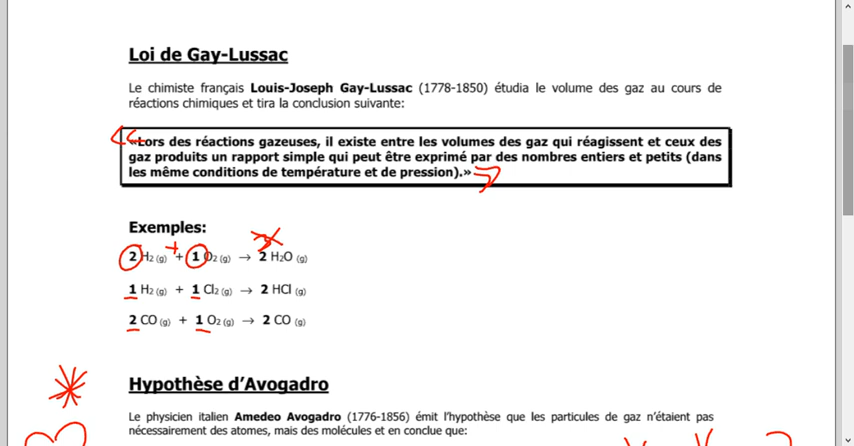 Loi de Gay-Lussac
Le chimiste français Louis-Joseph Gay-Lussac (1778-1850) étudia le volume des gaz au cours de
réactions chimiques et tira la conclusion suivante:
«Lors des réactions gazeuses, il existe entre les volumes des gaz qui réagissent et ceux des
gaz produits un rapport simple qui peut être exprimé par des nombres entiers et petits (dans
les même conditions de température et de pression).»
Exemples:
2 H₂ (g) + 1 O₂ (g) → 2 H₂O (g)
1 H₂ (g) + 1 Cl₂ (g) → 2 HCl (g)
2 CO (g) + 1 O₂ (g) → 2 CO (g)
Hypothèse d’Avogadro
Le physicien italien Amedeo Avogadro (1776-1856) émit l’hypothèse que les particules de gaz n’étaient pas
nécessairement des atomes, mais des molécules et en conclue que: